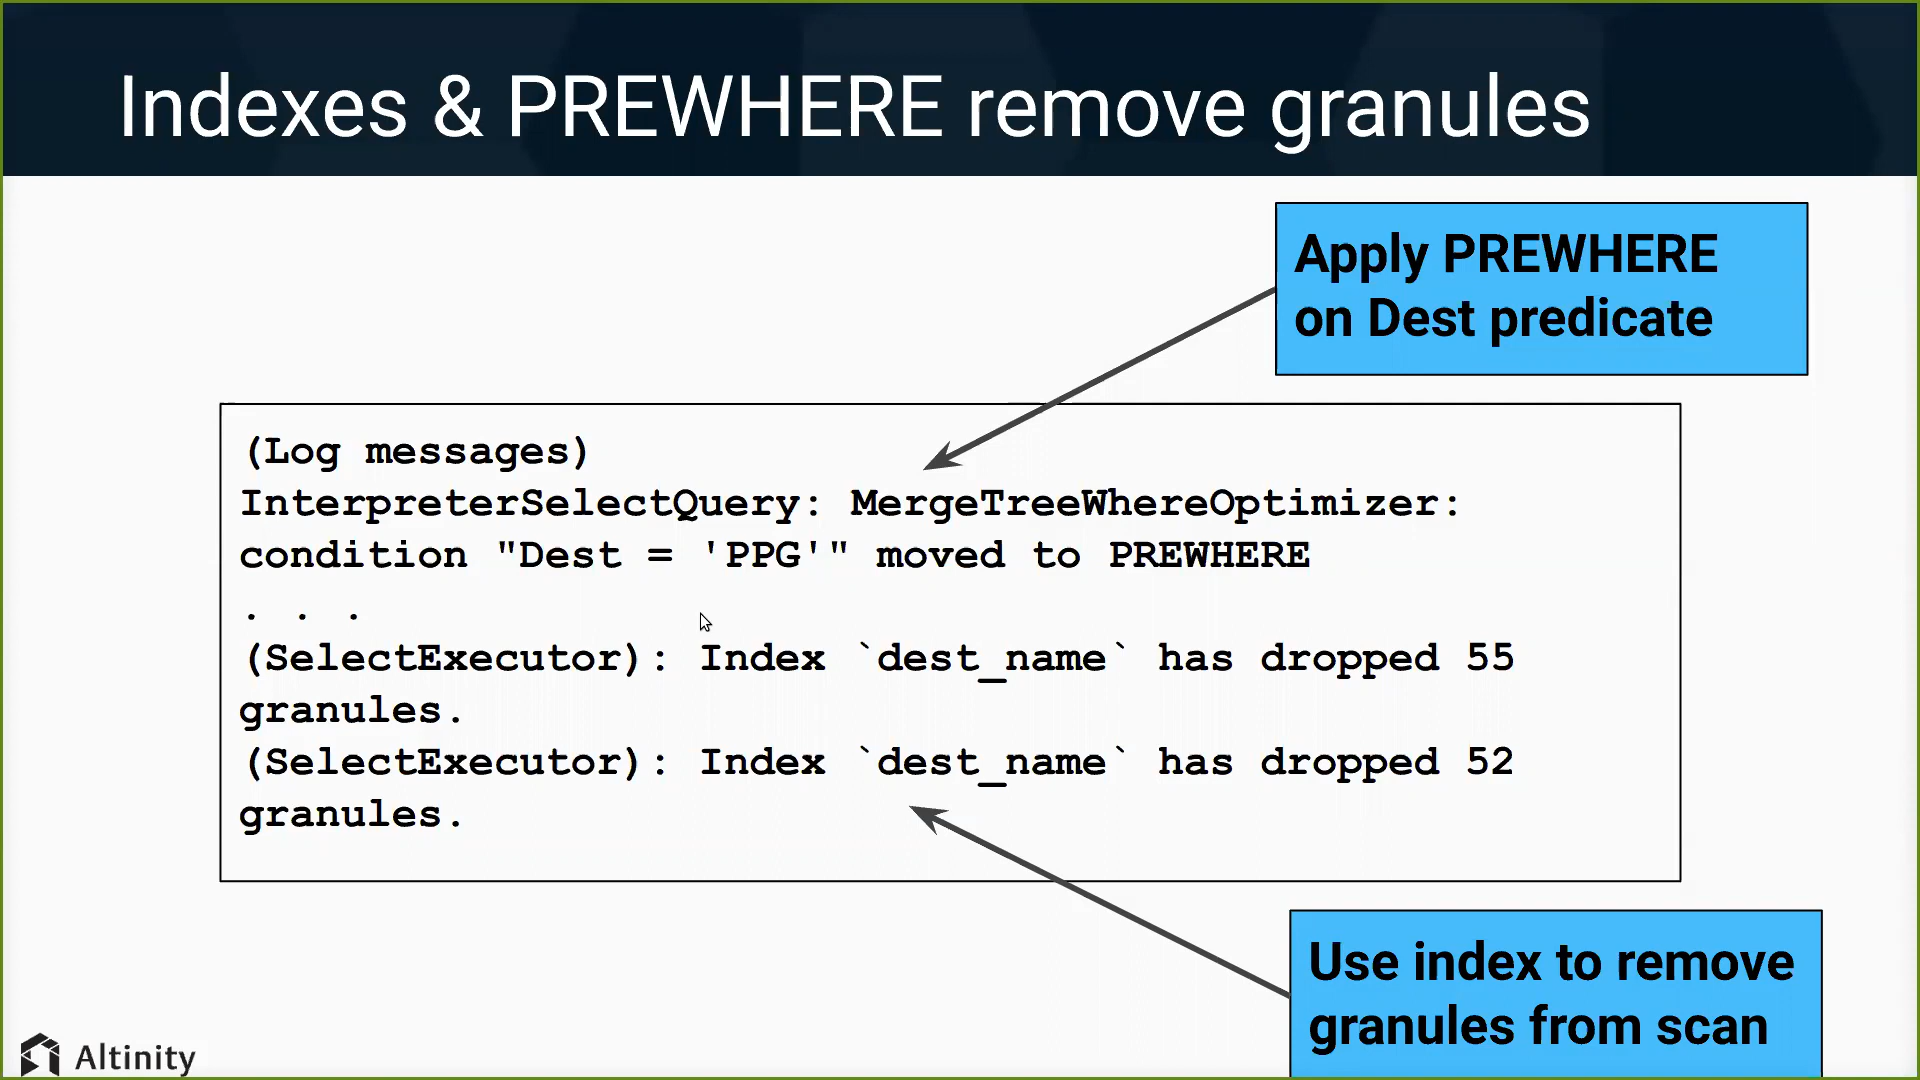 Indexes & PREWHERE remove granules
Apply PREWHERE
on Dest predicate
(Log messages)
InterpreterSelectQuery: MergeTreeWhereOptimizer:
condition "Dest = 'PPG'" moved to PREWHERE
. . .
(SelectExecutor): Index `dest_name` has dropped 55
granules.
(SelectExecutor): Index `dest_name` has dropped 52
granules.
Use index to remove
granules from scan
Altinity